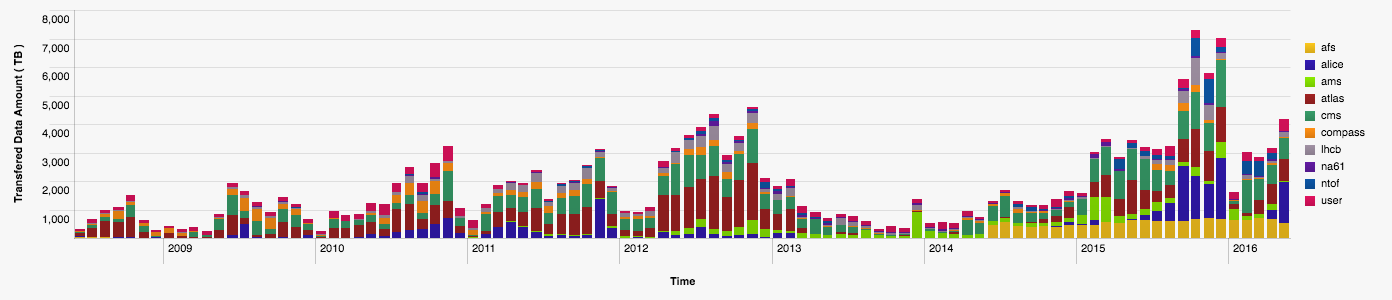 Transferred Data Amount ( TB )
8,000
7,000
6,000
5,000
4,000
3,000
2,000
1,000
2009
2010
2011
2012
2013
2014
2015
2016
Time
afs
alice
ams
atlas
cms
compass
lhcb
na61
ntof
user